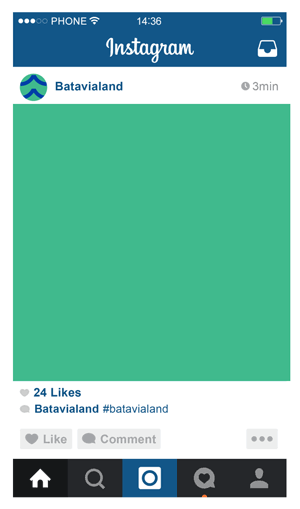 PHONE 14:36
Instagram
Batavialand 3min
24 Likes
Batavialand #batavialand
Like Comment